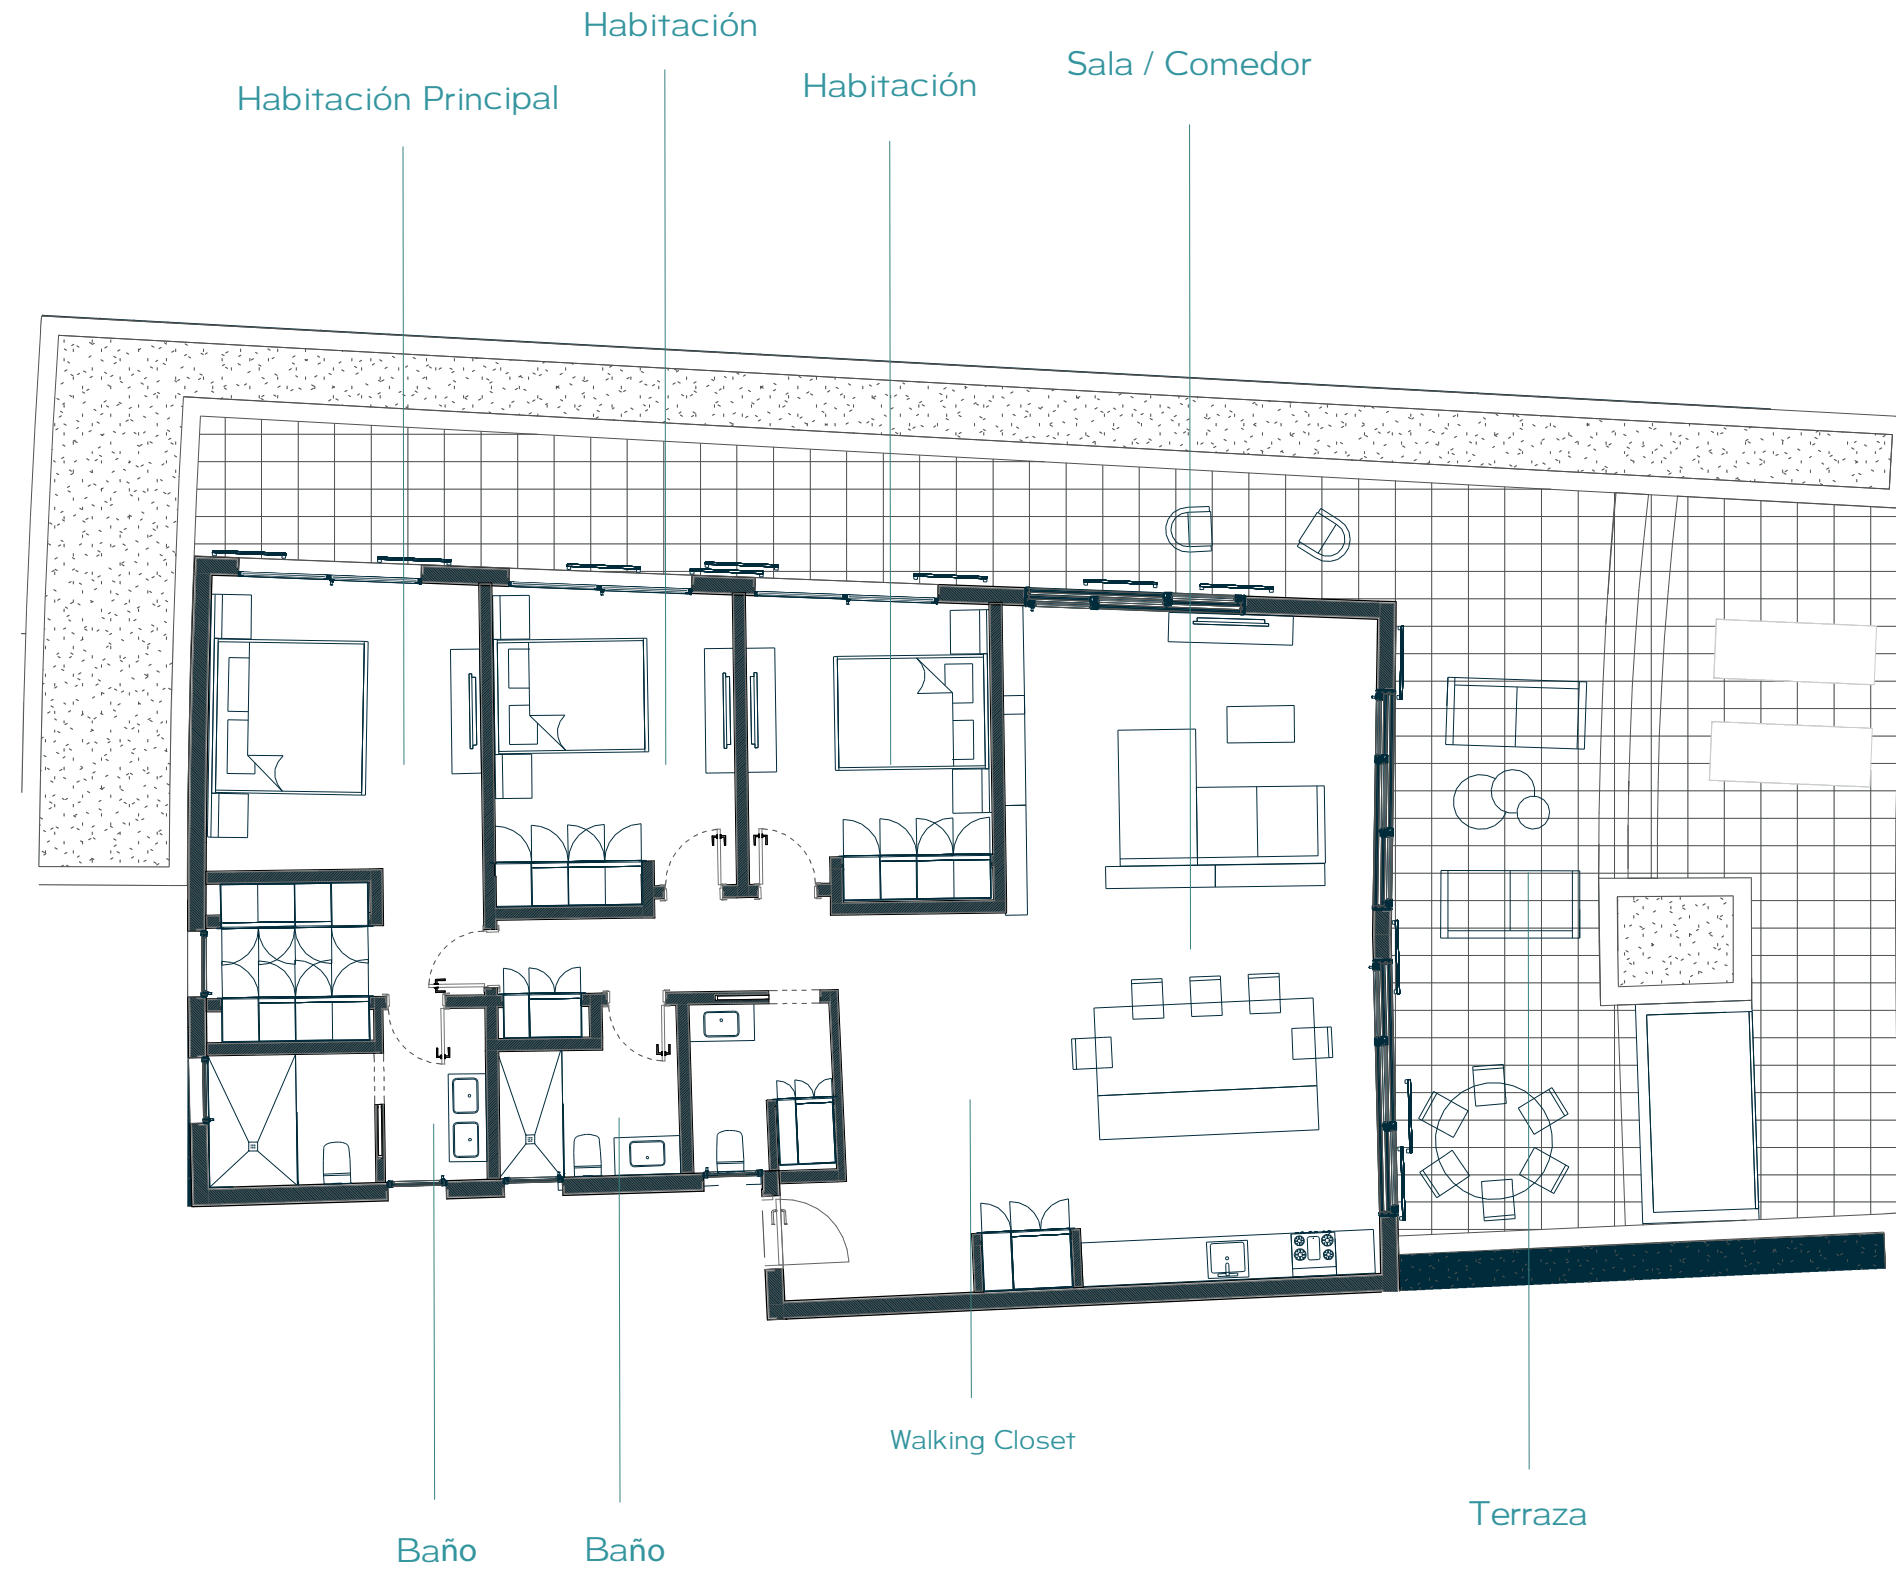 Habitación
Sala / Comedor
Habitación
Habitación Principal
Walking Closet
Terraza
Baño
Baño